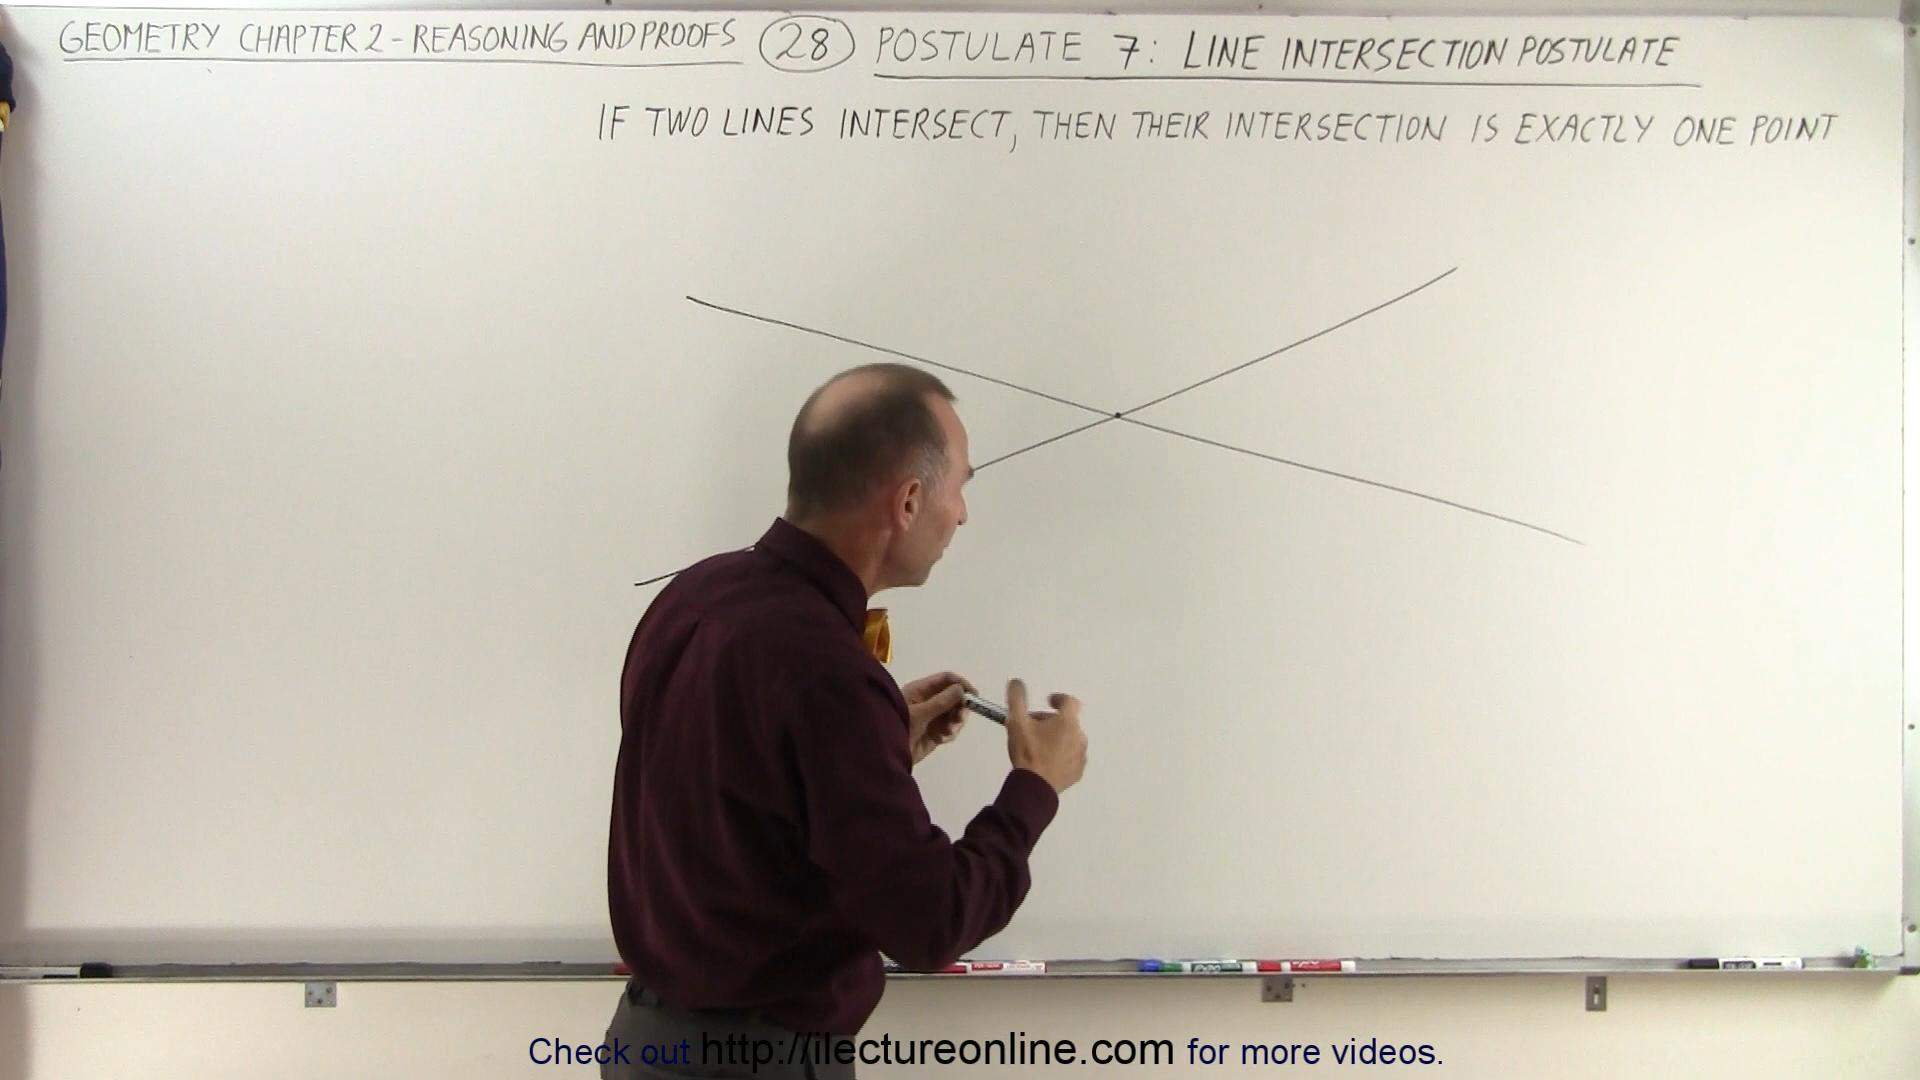 GEOMETRY CHAPTER 2 - REASONING AND PROOFS 28 POSTULATE 7: LINE INTERSECTION POSTULATE
IF TWO LINES INTERSECT, THEN THEIR INTERSECTION IS EXACTLY ONE POINT
Check out http://ilectureonline.com for more videos.